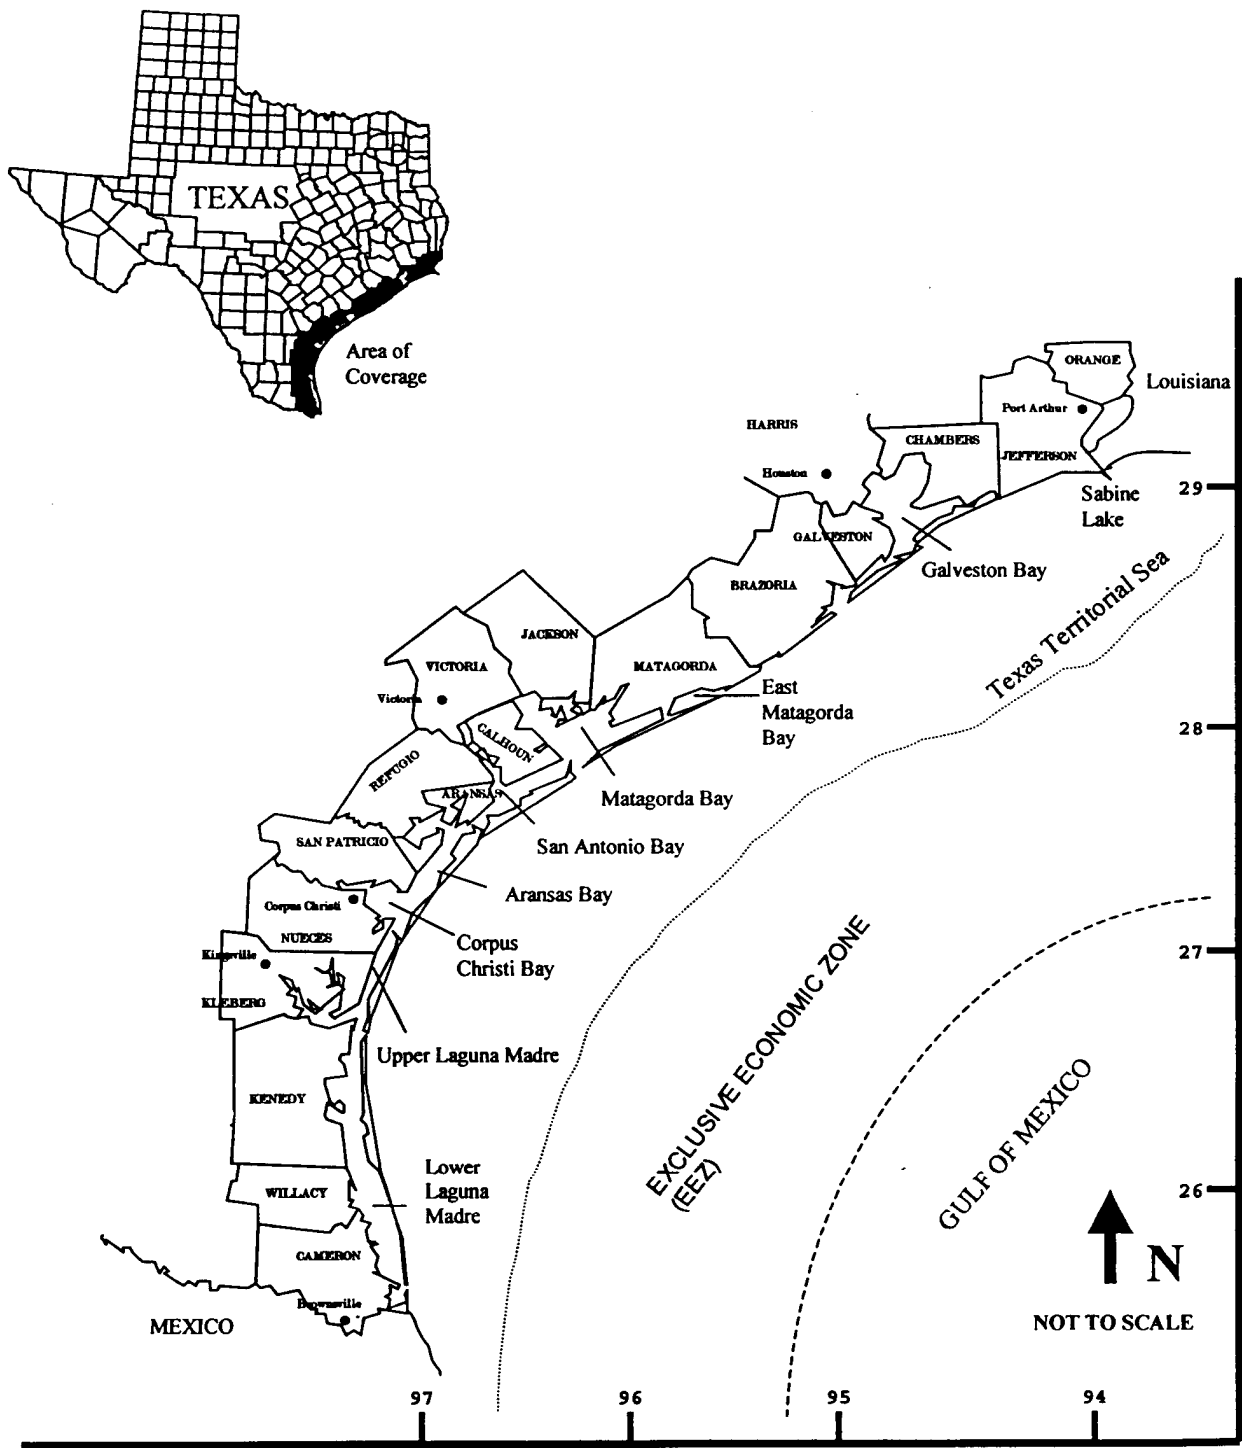 TEXAS
Area of
Coverage
ORANGE
Louisiana
Port Arthur
HARRIS
CHAMBERS
JEFFERSON
Houston
29
Sabine
Lake
GALVESTON
Galveston Bay
BRAZORIA
Texas Territorial Sea
JACKSON
VICTORIA
MATAGORDA
Victoria
East
Matagorda
Bay
28
CALHOUN
REFUGIO
ARANSAS
Matagorda Bay
SAN PATRICIO
San Antonio Bay
Aransas Bay
Corpus Christi
NUECES
Corpus
Christi Bay
27
Kingsville
KLEBERG
EXCLUSIVE ECONOMIC ZONE
(EEZ)
Upper Laguna Madre
KENEDY
GULF OF MEXICO
Lower
Laguna
Madre
26
WILLACY
CAMERON
N
Brownsville
MEXICO
NOT TO SCALE
97
96
95
94